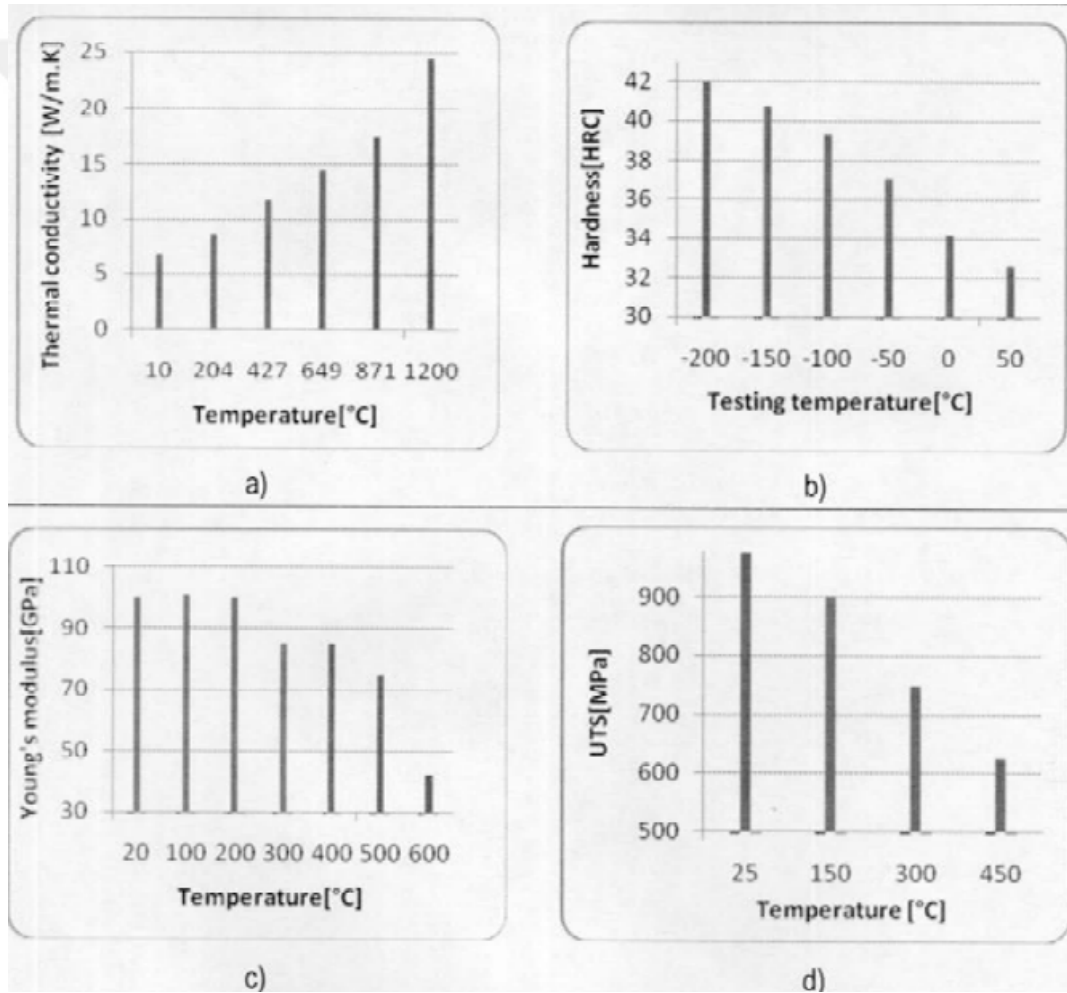 Thermal conductivity [W/m.K]
25
20
15
10
5
0
10 204 427 649 871 1200
Temperature[°C]
a)
Hardness[HRC]
42
40
38
36
34
32
30
-200 -150 -100 -50 0 50
Testing temperature[°C]
b)
Young's modulus[GPa]
110
90
70
50
30
20 100 200 300 400 500 600
Temperature[°C]
c)
UTS[MPa]
900
800
700
600
500
25 150 300 450
Temperature [°C]
d)